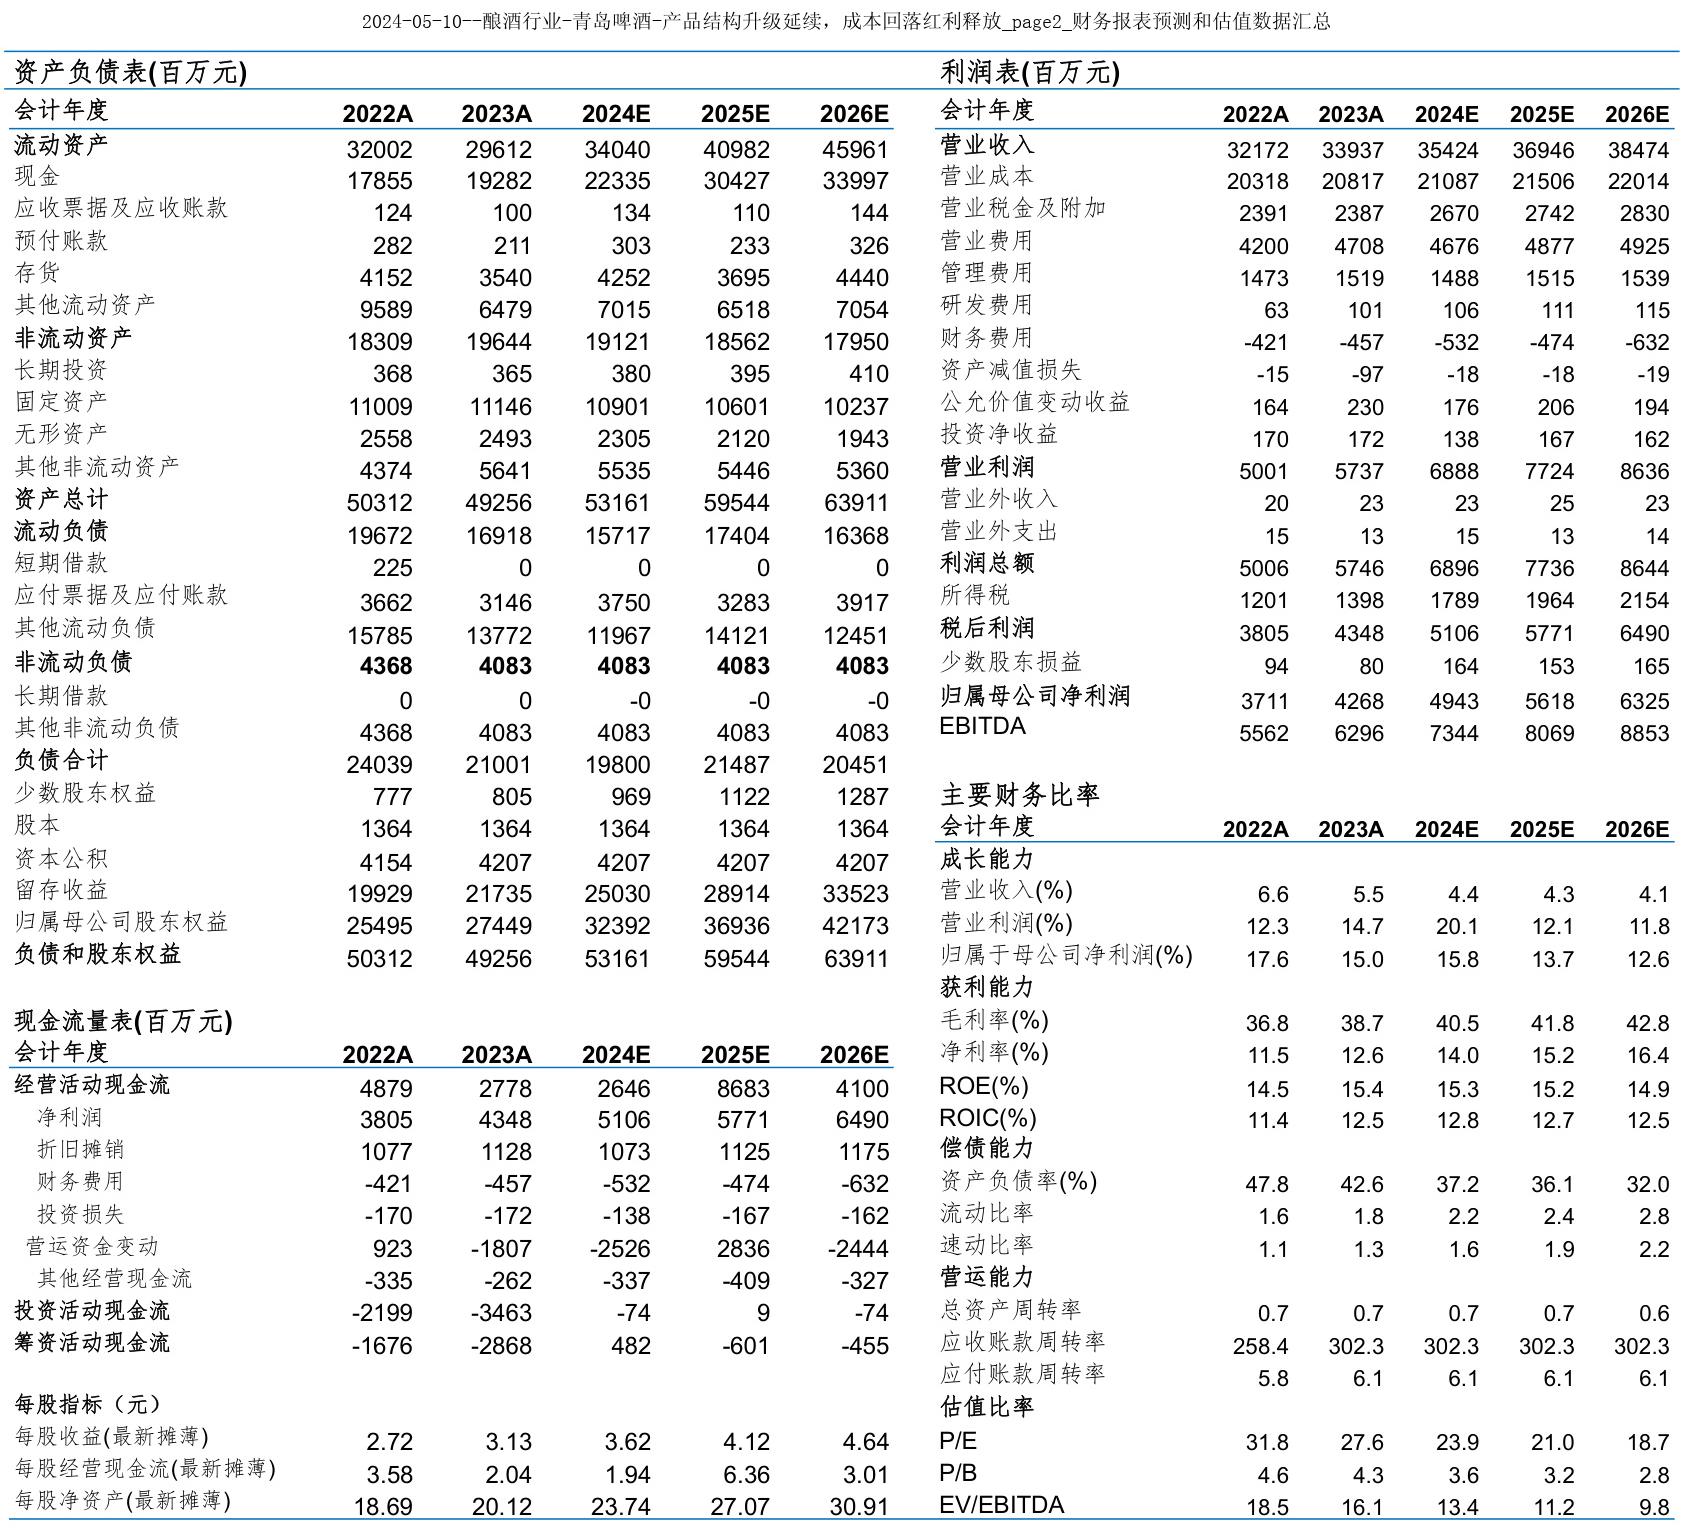 2024-05-10--酿酒行业-青岛啤酒-产品结构升级延续，成本回落红利释放_page2_财务报表预测和估值数据汇总
资产负债表(百万元)
会计年度 2022A 2023A 2024E 2025E 2026E
流动资产 32002 29612 34040 40982 45961
现金 17855 19282 22335 30427 33997
应收票据及应收账款 124 100 134 110 144
预付账款 282 211 303 233 326
存货 4152 3540 4252 3695 4440
其他流动资产 9589 6479 7015 6518 7054
非流动资产 18309 19644 19121 18562 17950
长期投资 368 365 380 395 410
固定资产 11009 11146 10901 10601 10237
无形资产 2558 2493 2305 2120 1943
其他非流动资产 4374 5641 5535 5446 5360
资产总计 50312 49256 53161 59544 63911
流动负债 19672 16918 15717 17404 16368
短期借款 225 0 0 0 0
应付票据及应付账款 3662 3146 3750 3283 3917
其他流动负债 15785 13772 11967 14121 12451
非流动负债 4368 4083 4083 4083 4083
长期借款 0 0 -0 -0 -0
其他非流动负债 4368 4083 4083 4083 4083
负债合计 24039 21001 19800 21487 20451
少数股东权益 777 805 969 1122 1287
股本 1364 1364 1364 1364 1364
资本公积 4154 4207 4207 4207 4207
留存收益 19929 21735 25030 28914 33523
归属母公司股东权益 25495 27449 32392 36936 42173
负债和股东权益 50312 49256 53161 59544 63911
现金流量表(百万元)
会计年度 2022A 2023A 2024E 2025E 2026E
经营活动现金流 4879 2778 2646 8683 4100
净利润 3805 4348 5106 5771 6490
折旧摊销 1077 1128 1073 1125 1175
财务费用 -421 -457 -532 -474 -632
投资损失 -170 -172 -138 -167 -162
营运资金变动 923 -1807 -2526 2836 -2444
其他经营现金流 -335 -262 -337 -409 -327
投资活动现金流 -2199 -3463 -74 9 -74
筹资活动现金流 -1676 -2868 482 -601 -455
每股指标（元）
每股收益(最新摊薄) 2.72 3.13 3.62 4.12 4.64
每股经营现金流(最新摊薄) 3.58 2.04 1.94 6.36 3.01
每股净资产(最新摊薄) 18.69 20.12 23.74 27.07 30.91
利润表(百万元)
会计年度 2022A 2023A 2024E 2025E 2026E
营业收入 32172 33937 35424 36946 38474
营业成本 20318 20817 21087 21506 22014
营业税金及附加 2391 2387 2670 2742 2830
营业费用 4200 4708 4676 4877 4925
管理费用 1473 1519 1488 1515 1539
研发费用 63 101 106 111 115
财务费用 -421 -457 -532 -474 -632
资产减值损失 -15 -97 -18 -18 -19
公允价值变动收益 164 230 176 206 194
投资净收益 170 172 138 167 162
营业利润 5001 5737 6888 7724 8636
营业外收入 20 23 23 25 23
营业外支出 15 13 15 13 14
利润总额 5006 5746 6896 7736 8644
所得税 1201 1398 1789 1964 2154
税后利润 3805 4348 5106 5771 6490
少数股东损益 94 80 164 153 165
归属母公司净利润 3711 4268 4943 5618 6325
EBITDA 5562 6296 7344 8069 8853
主要财务比率
会计年度 2022A 2023A 2024E 2025E 2026E
成长能力
营业收入(%) 6.6 5.5 4.4 4.3 4.1
营业利润(%) 12.3 14.7 20.1 12.1 11.8
归属于母公司净利润(%) 17.6 15.0 15.8 13.7 12.6
获利能力
毛利率(%) 36.8 38.7 40.5 41.8 42.8
净利率(%) 11.5 12.6 14.0 15.2 16.4
ROE(%) 14.5 15.4 15.3 15.2 14.9
ROIC(%) 11.4 12.5 12.8 12.7 12.5
偿债能力
资产负债率(%) 47.8 42.6 37.2 36.1 32.0
流动比率 1.6 1.8 2.2 2.4 2.8
速动比率 1.1 1.3 1.6 1.9 2.2
营运能力
总资产周转率 0.7 0.7 0.7 0.7 0.6
应收账款周转率 258.4 302.3 302.3 302.3 302.3
应付账款周转率 5.8 6.1 6.1 6.1 6.1
估值比率
P/E 31.8 27.6 23.9 21.0 18.7
P/B 4.6 4.3 3.6 3.2 2.8
EV/EBITDA 18.5 16.1 13.4 11.2 9.8